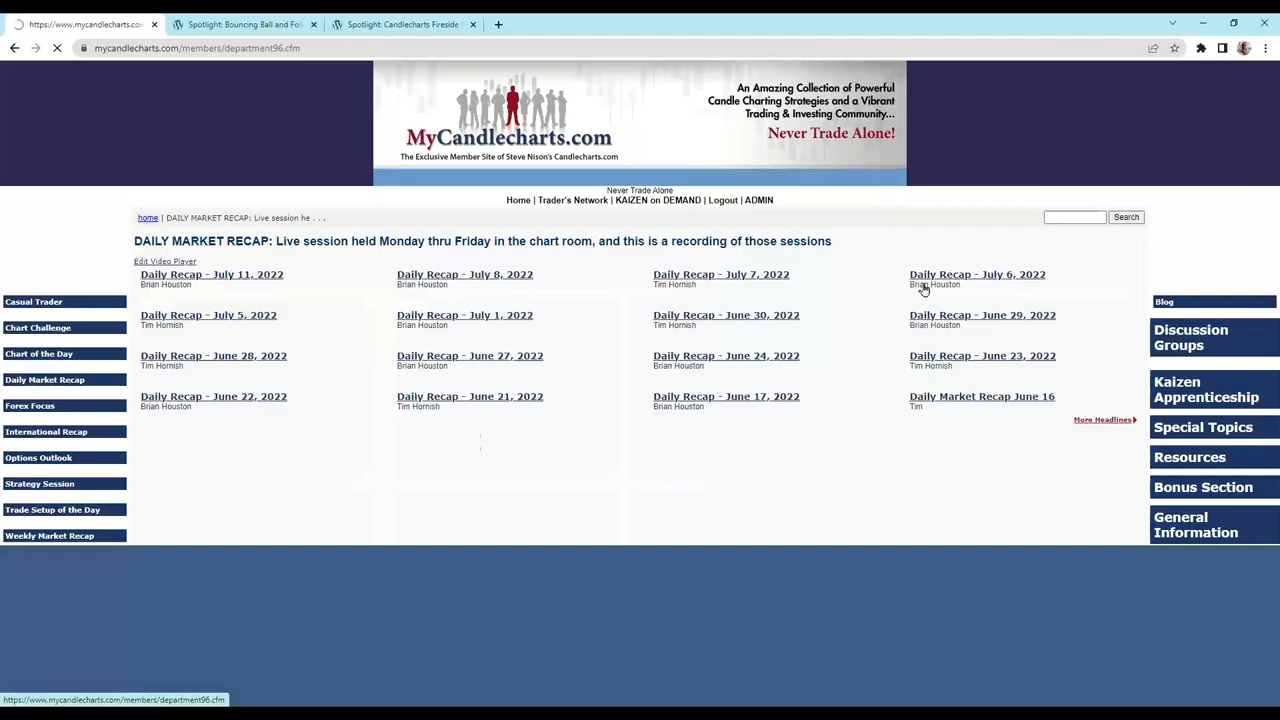 https://www.mycandlecharts.con
Spotlight: Bouncing Ball and Foll
Spotlight: Candlecharts Fireside
mycandlecharts.com/members/department96.cfm
An Amazing Collection of Powerful
Candle Charting Strategies and a Vibrant
Trading & Investing Community...
Never Trade Alone!
MyCandlecharts.com
The Exclusive Member Site of Steve Nison's Candlecharts.com
Never Trade Alone
Home | Trader's Network | KAIZEN on DEMAND | Logout | ADMIN
home | DAILY MARKET RECAP: Live session he . . ,
Search
DAILY MARKET RECAP: Live session held Monday thru Friday in the chart room, and this is a recording of those sessions
Edit Video Player
Daily Recap - July 11, 2022
Brian Houston
Daily Recap - July 8, 2022
Brian Houston
Daily Recap - July 7, 2022
Tim Hornish
Daily Recap - July 6, 2022
Brian Houston
Daily Recap - July 5, 2022
Tim Hornish
Daily Recap - July 1, 2022
Brian Houston
Daily Recap - June 30, 2022
Tim Hornish
Daily Recap - June 29, 2022
Brian Houston
Daily Recap - June 28, 2022
Tim Hornish
Daily Recap - June 27, 2022
Brian Houston
Daily Recap - June 24, 2022
Brian Houston
Daily Recap - June 23, 2022
Tim Hornish
Daily Recap - June 22, 2022
Brian Houston
Daily Recap - June 21, 2022
Tim Hornish
Daily Recap - June 17, 2022
Brian Houston
Daily Market Recap June 16
Tim
More Headlines
Casual Trader
Chart Challenge
Chart of the Day
Daily Market Recap
Forex Focus
International Recap
Options Outlook
Strategy Session
Trade Setup of the Day
Weekly Market Recap
Blog
Discussion
Groups
Kaizen
Apprenticeship
Special Topics
Resources
Bonus Section
General
Information
https://www.mycandlecharts.com/members/department96.cfm